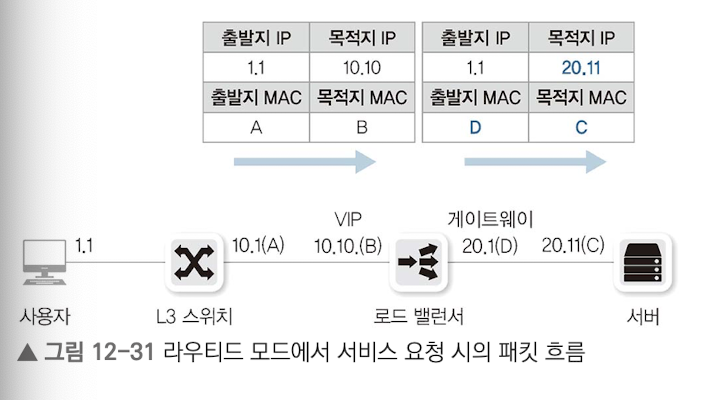 출발지 IP 목적지 IP 출발지 IP 목적지 IP
1.1 10.10 1.1 20.11
출발지 MAC 목적지 MAC 출발지 MAC 목적지 MAC
A B D C
VIP 게이트웨이
1.1 10.1(A) 10.10.(B) 20.1(D) 20.11(C)
사용자 L3 스위치 로드 밸런서 서버
▲ 그림 12-31 라우티드 모드에서 서비스 요청 시의 패킷 흐름